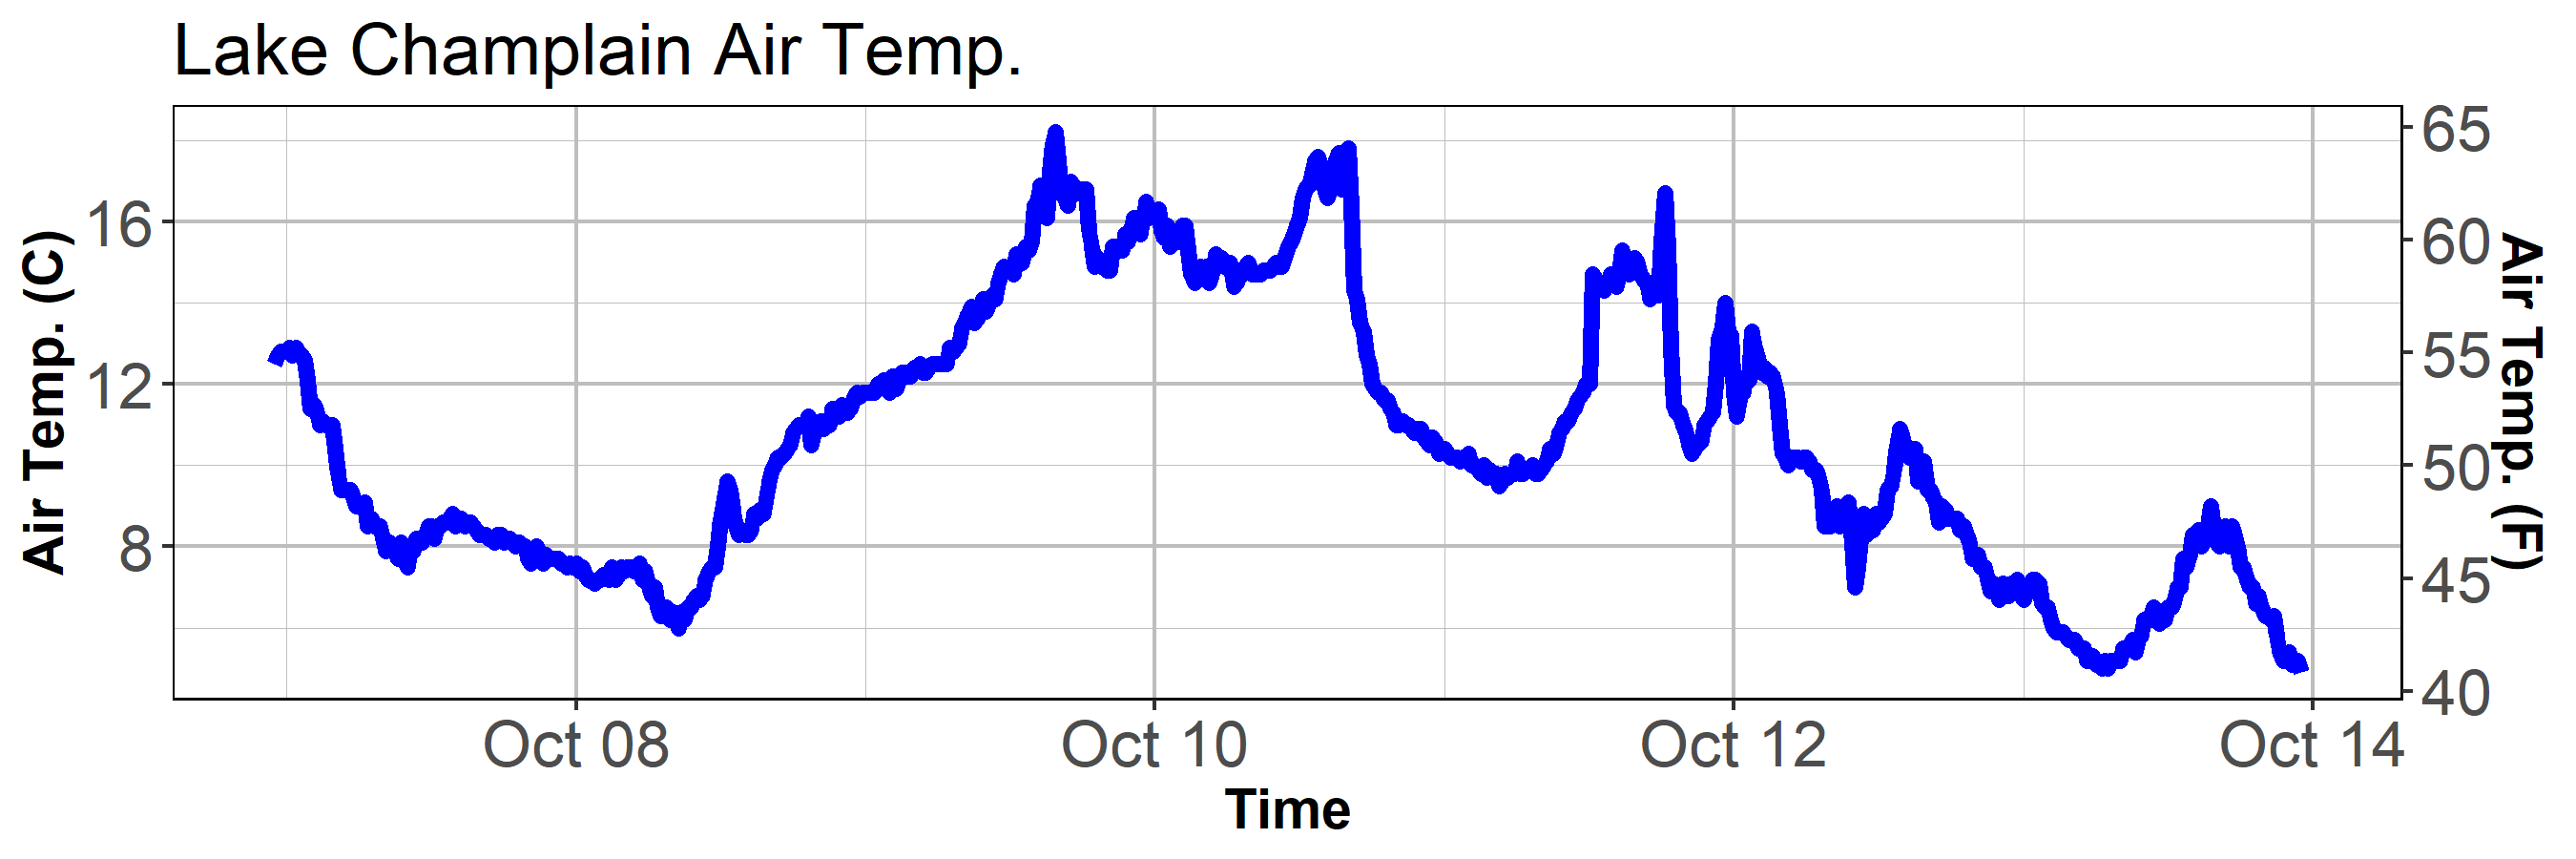 Lake Champlain Air Temp.
Air Temp. (C)
16
12
8
65
60
55
50
45
40
Air Temp. (F)
Oct 08
Oct 10
Oct 12
Oct 14
Time